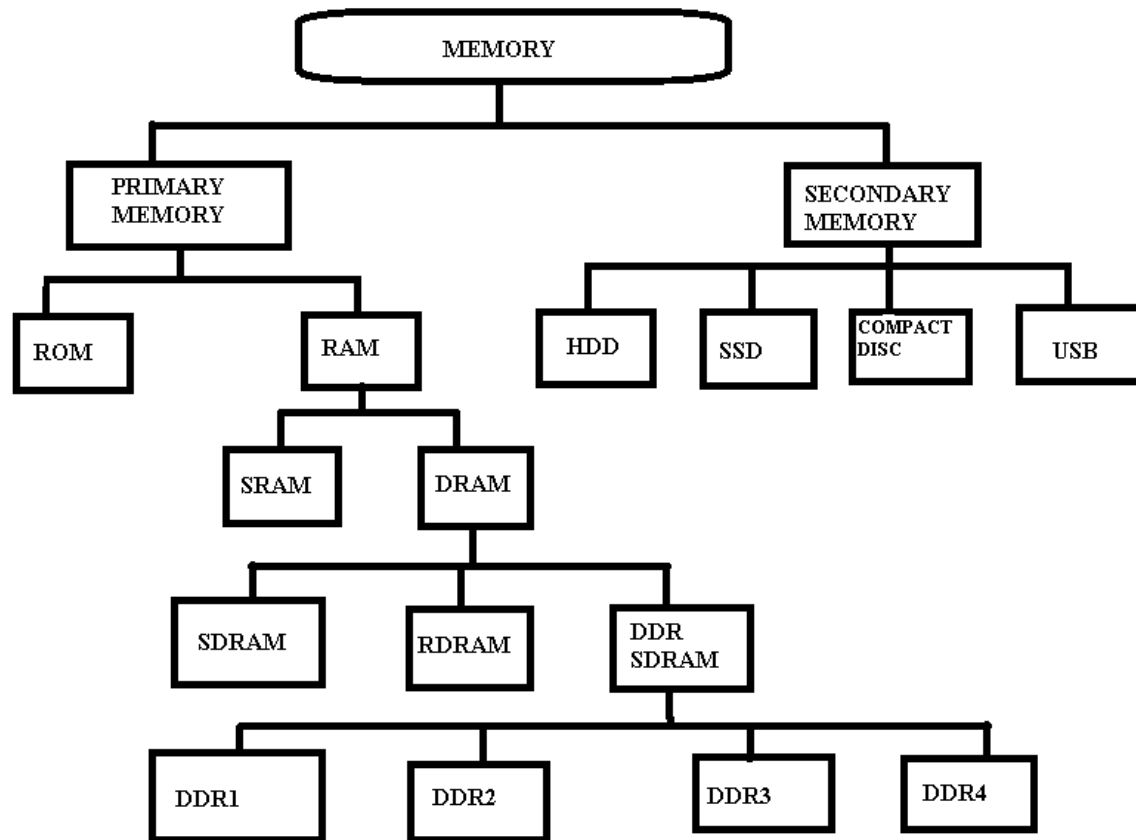 MEMORY
PRIMARY
MEMORY
SECONDARY
MEMORY
ROM
RAM
HDD
SSD
COMPACT
DISC
USB
SRAM
DRAM
SDRAM
RDRAM
DDR
SDRAM
DDR1
DDR2
DDR3
DDR4